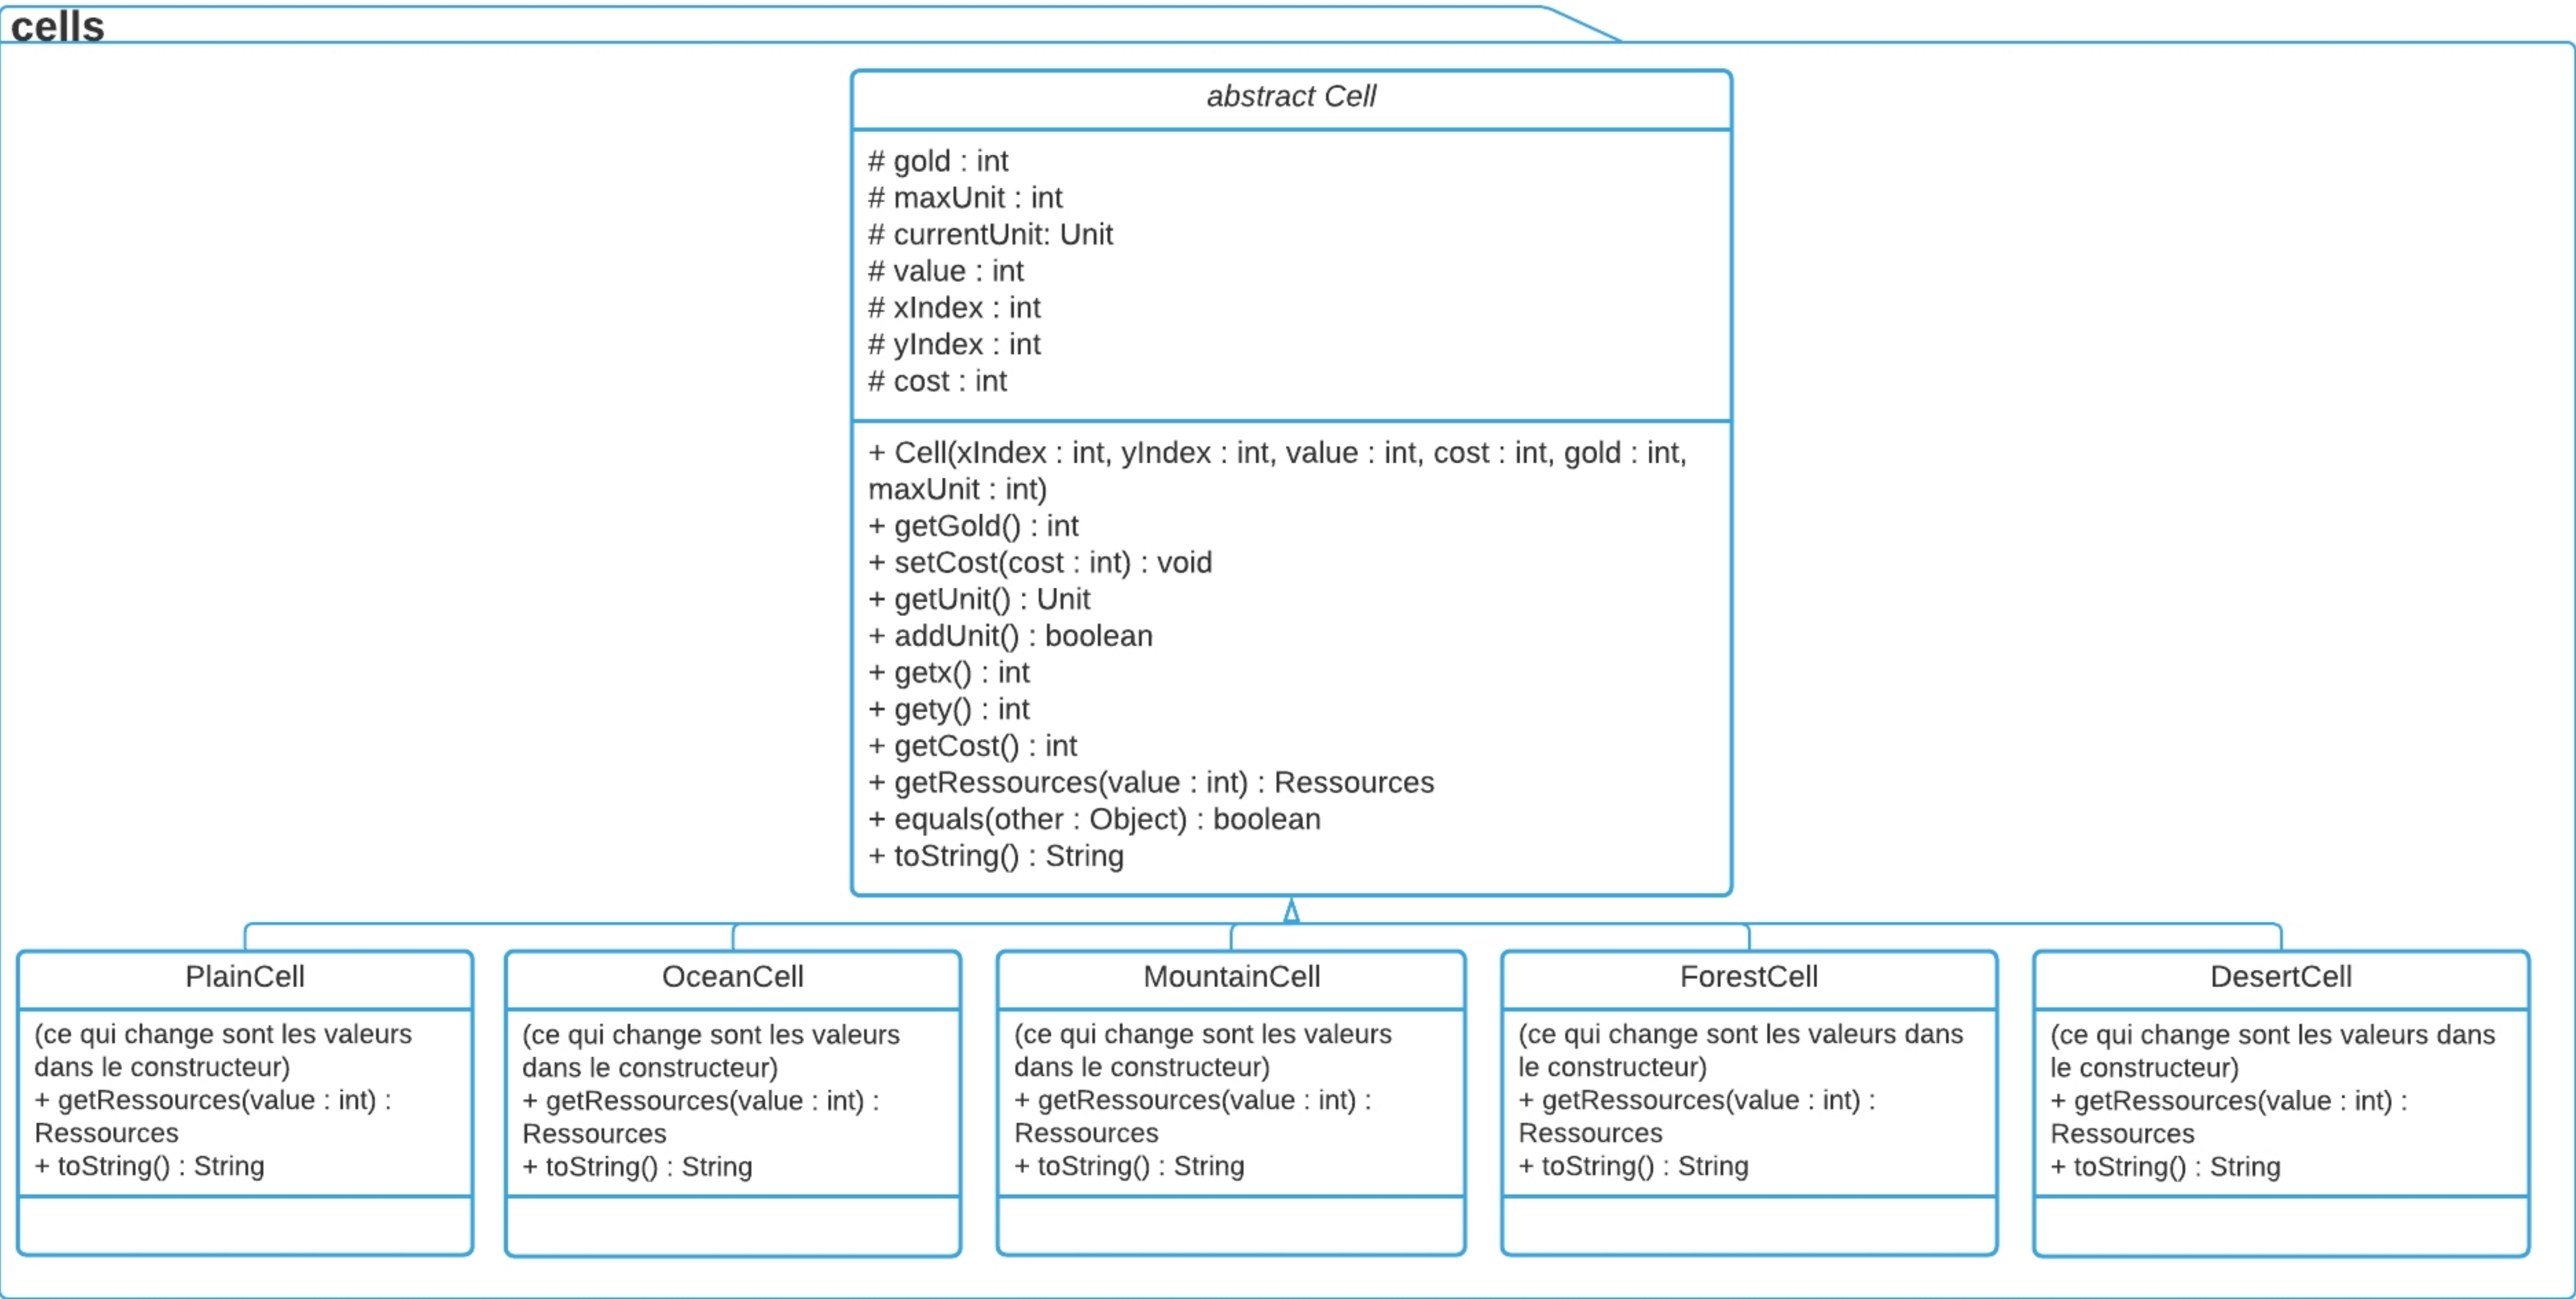 cells
abstract Cell
# gold : int
# maxUnit : int
# currentUnit: Unit
# value : int
# xIndex : int
# yIndex : int
# cost : int
+ Cell(xIndex : int, yIndex : int, value : int, cost : int, gold : int,
maxUnit : int)
+ getGold() : int
+ setCost(cost : int) : void
+ getUnit() : Unit
+ addUnit() : boolean
+ getx() : int
+ gety() : int
+ getCost() : int
+ getRessources(value : int) : Ressources
+ equals(other : Object) : boolean
+ toString() : String
PlainCell
(ce qui change sont les valeurs
dans le constructeur)
+ getRessources(value : int) :
Ressources
+ toString() : String
OceanCell
(ce qui change sont les valeurs
dans le constructeur)
+ getRessources(value : int) :
Ressources
+ toString() : String
MountainCell
(ce qui change sont les valeurs
dans le constructeur)
+ getRessources(value : int) :
Ressources
+ toString() : String
ForestCell
(ce qui change sont les valeurs dans
le constructeur)
+ getRessources(value : int) :
Ressources
+ toString() : String
DesertCell
(ce qui change sont les valeurs dans
le constructeur)
+ getRessources(value : int) :
Ressources
+ toString() : String